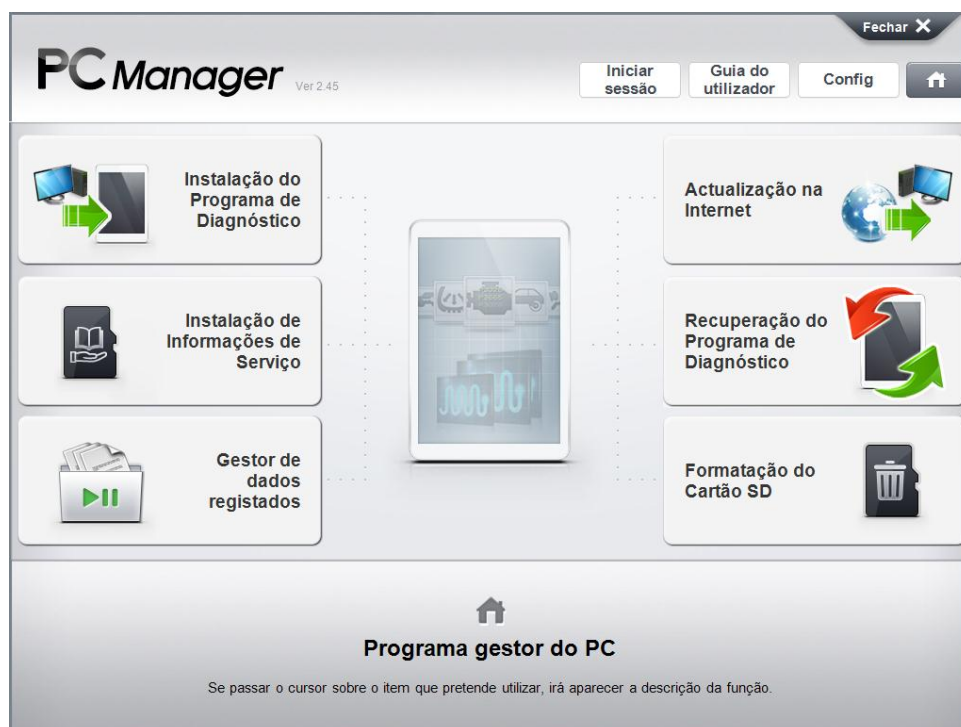 Fechar
PC Manager Ver 2.45
Iniciar
sessão
Guia do
utilizador
Config
Instalação do
Programa de
Diagnóstico
Actualização na
Internet
Instalação de
Informações de
Serviço
Recuperação do
Programa de
Diagnóstico
Gestor de
dados
registados
Formatação do
Cartão SD
Programa gestor do PC
Se passar o cursor sobre o item que pretende utilizar, irá aparecer a descrição da função.